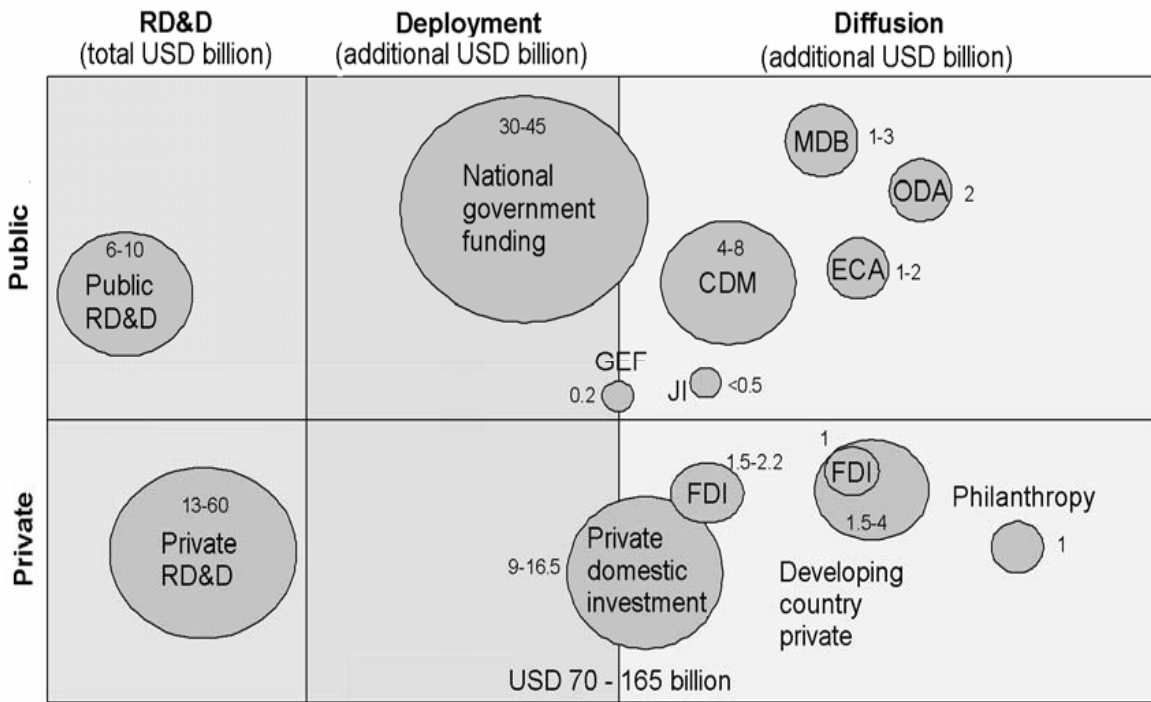 RD&D
(total USD billion)
Deployment
(additional USD billion)
Diffusion
(additional USD billion)
Public
6-10
Public
RD&D
30-45
National
government
funding
MDB
1-3
ODA
2
4-8
CDM
ECA
1-2
GEF
0.2
JI
<0.5
Private
13-60
Private
RD&D
9-16.5
Private
domestic
investment
FDI
1.5-2.2
1
FDI
1.5-4
Developing
country
private
Philanthropy
1
USD 70 - 165 billion